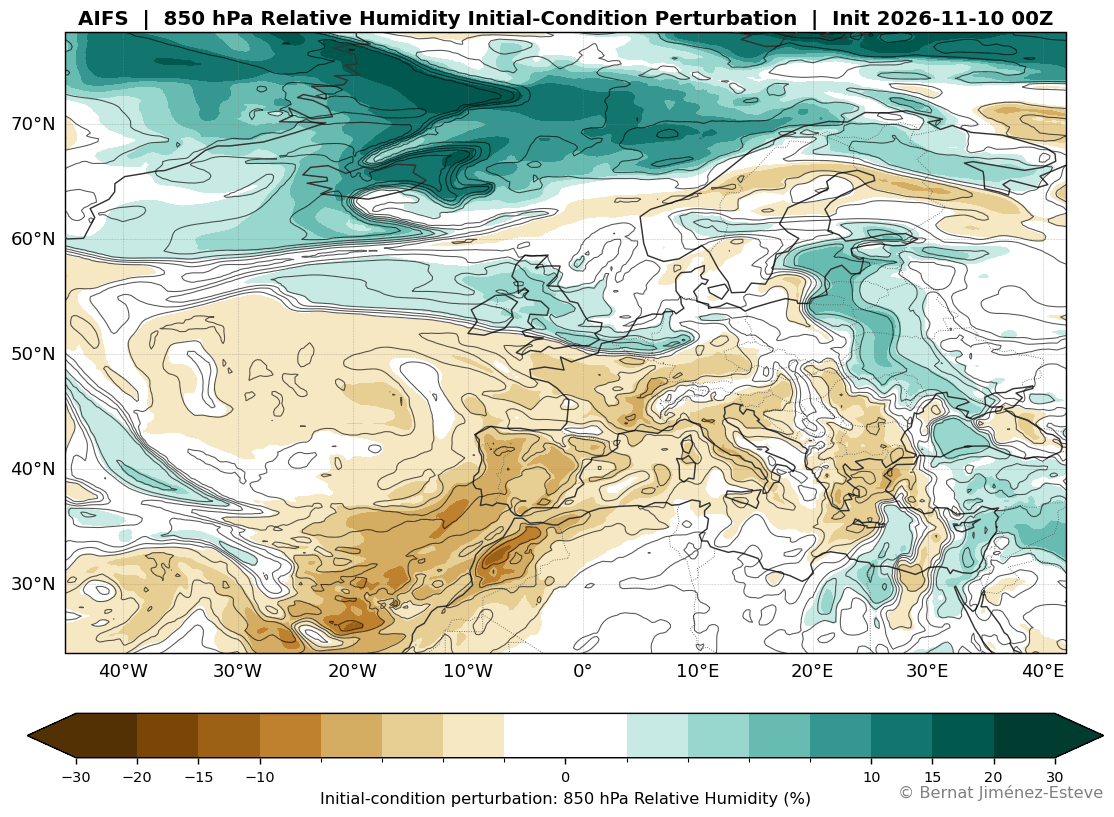 AIFS | 850 hPa Relative Humidity Initial-Condition Perturbation | Init 2026-11-10 00Z
70°N
60°N
50°N
40°N
30°N
40°W 30°W 20°W 10°W 0° 10°E 20°E 30°E 40°E
−30 −20 −15 −10 0 10 15 20 30
Initial-condition perturbation: 850 hPa Relative Humidity (%)
© Bernat Jiménez-Esteve